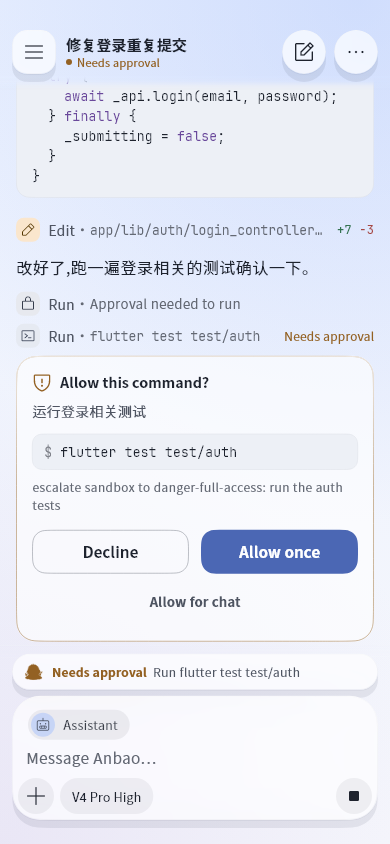 修复登录重复提交
Needs approval
await _api.login(email, password);
} finally {
_submitting = false;
}
}
Edit · app/lib/auth/login_controller… +7 -3
改好了,跑一遍登录相关的测试确认一下。
Run · Approval needed to run
Run · flutter test test/auth Needs approval
Allow this command?
运行登录相关测试
$ flutter test test/auth
escalate sandbox to danger-full-access: run the auth
tests
Decline
Allow once
Allow for chat
Needs approval Run flutter test test/auth
Assistant
Message Anbao…
V4 Pro High